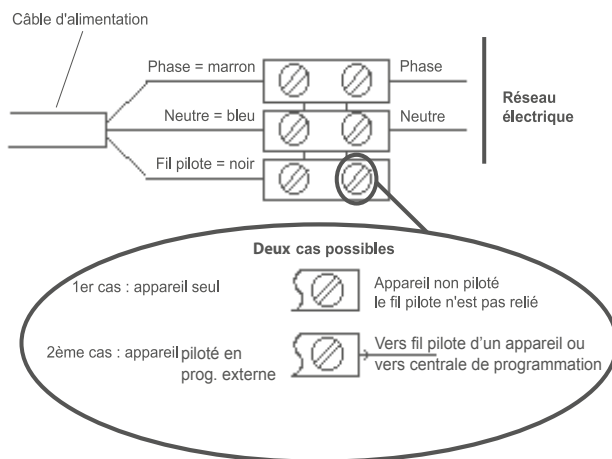 Câble d'alimentation
Phase = marron
Phase
Réseau
électrique
Neutre = bleu
Neutre
Fil pilote = noir
Deux cas possibles
1er cas : appareil seul
Appareil non piloté
le fil pilote n'est pas relié
2ème cas : appareil piloté en
prog. externe
Vers fil pilote d'un appareil ou
vers centrale de programmation